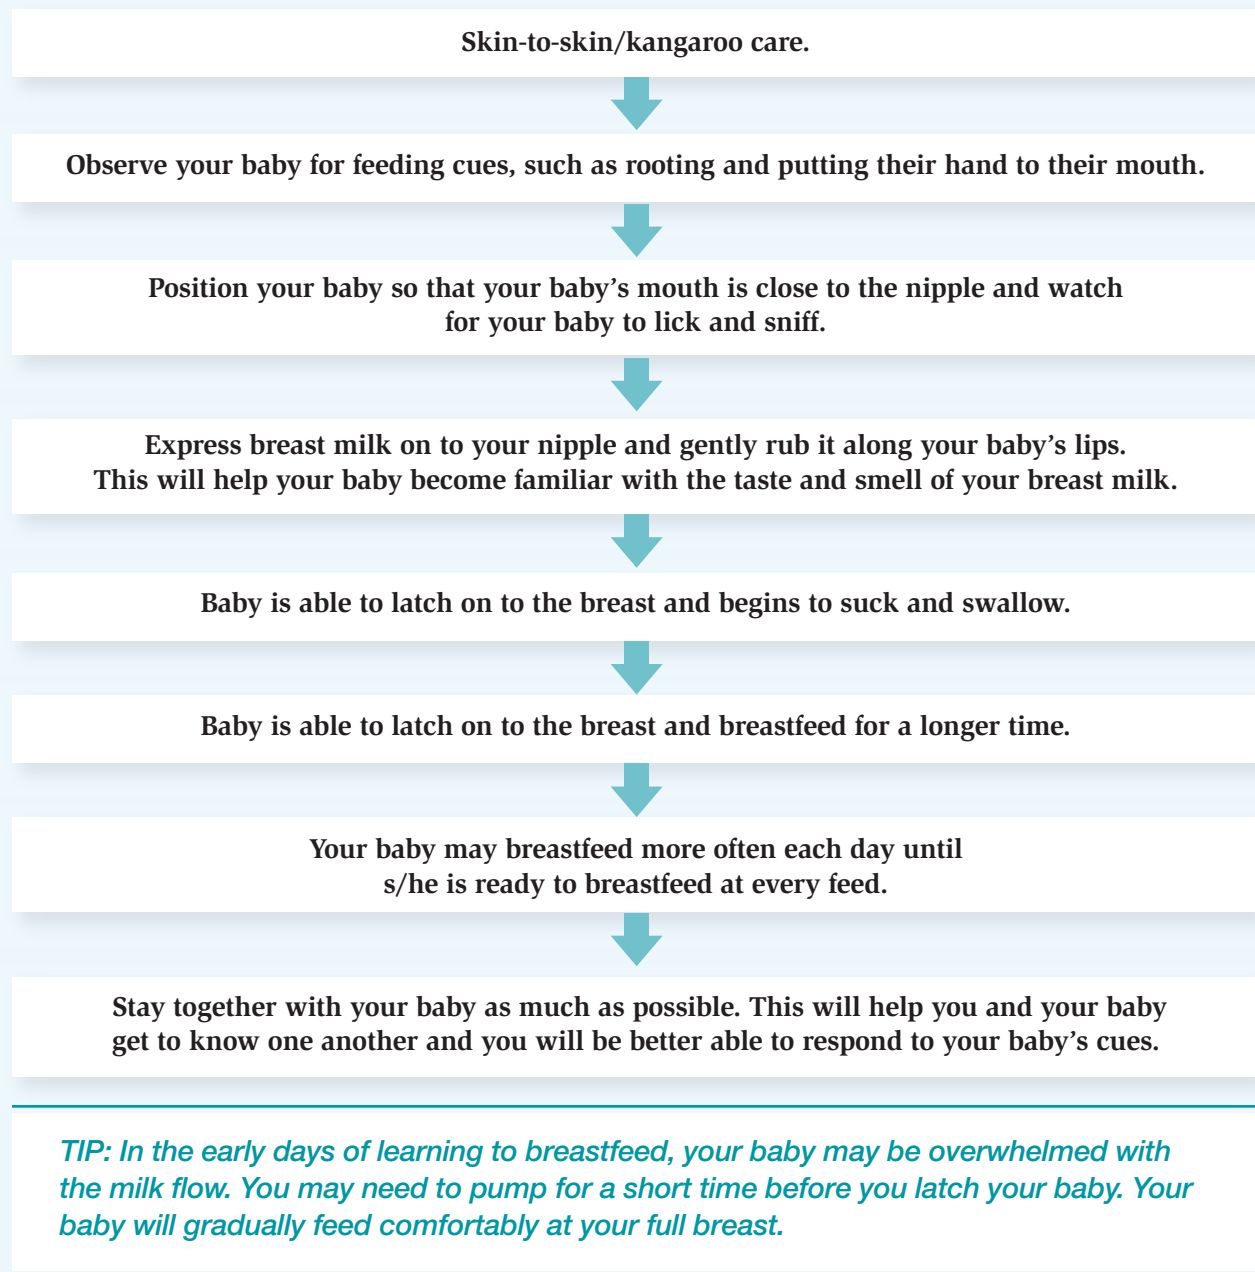 Skin-to-skin/kangaroo care.
Observe your baby for feeding cues, such as rooting and putting their hand to their mouth.
Position your baby so that your baby’s mouth is close to the nipple and watch
for your baby to lick and sniff.
Express breast milk on to your nipple and gently rub it along your baby’s lips.
This will help your baby become familiar with the taste and smell of your breast milk.
Baby is able to latch on to the breast and begins to suck and swallow.
Baby is able to latch on to the breast and breastfeed for a longer time.
Your baby may breastfeed more often each day until
s/he is ready to breastfeed at every feed.
Stay together with your baby as much as possible. This will help you and your baby
get to know one another and you will be better able to respond to your baby’s cues.
TIP: In the early days of learning to breastfeed, your baby may be overwhelmed with
the milk flow. You may need to pump for a short time before you latch your baby. Your
baby will gradually feed comfortably at your full breast.